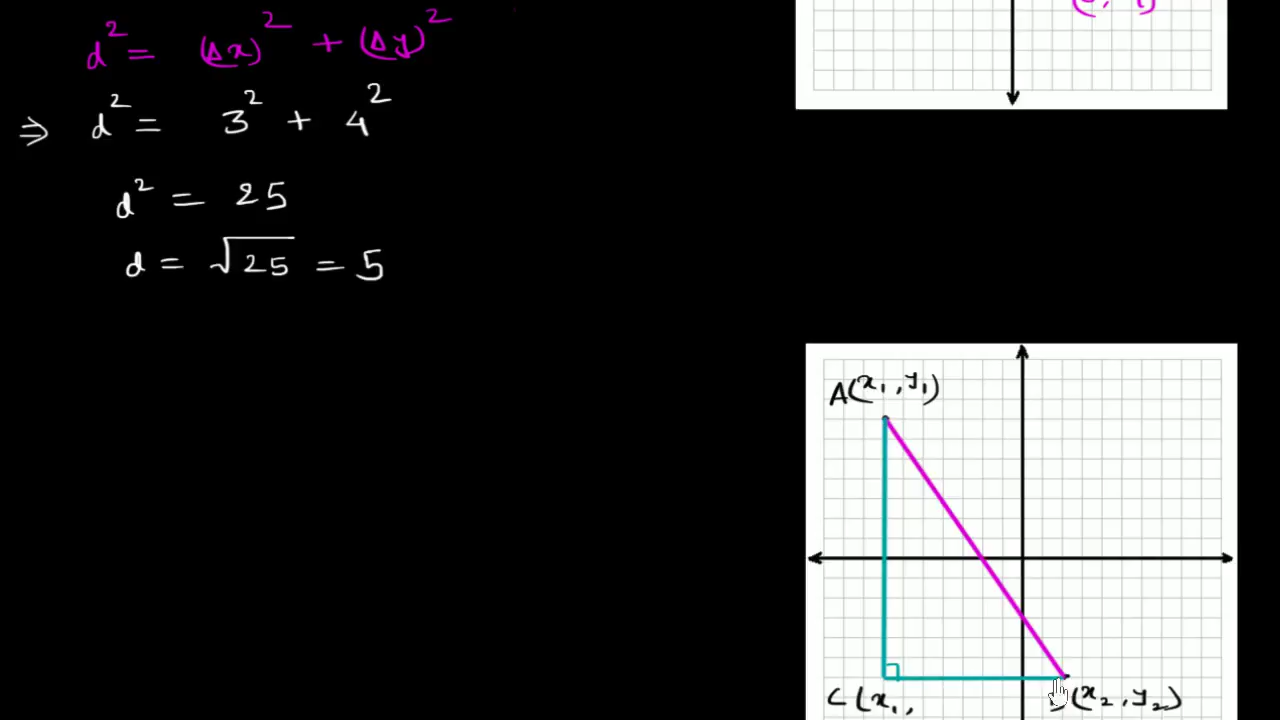 d² = (Δx)² + (Δy)²
⇒ d² = 3² + 4²
d² = 25
d = √25 = 5
A(x₁, y₁)
C(x₁,
(x₂, y₂)